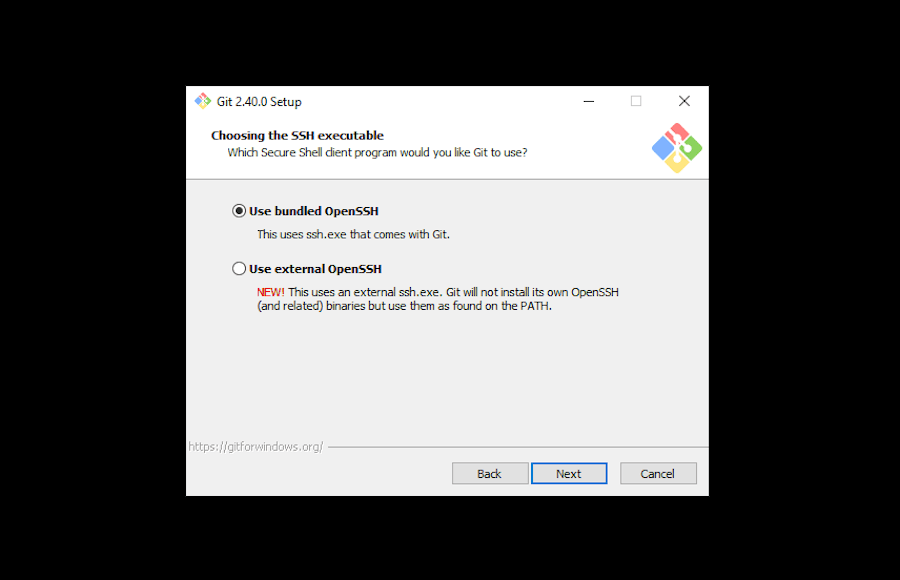 Git 2.40.0 Setup
Choosing the SSH executable
Which Secure Shell client program would you like Git to use?
Use bundled OpenSSH
This uses ssh.exe that comes with Git.
Use external OpenSSH
NEW! This uses an external ssh.exe. Git will not install its own OpenSSH
(and related) binaries but use them as found on the PATH.
https://gitforwindows.org/
Back Next Cancel